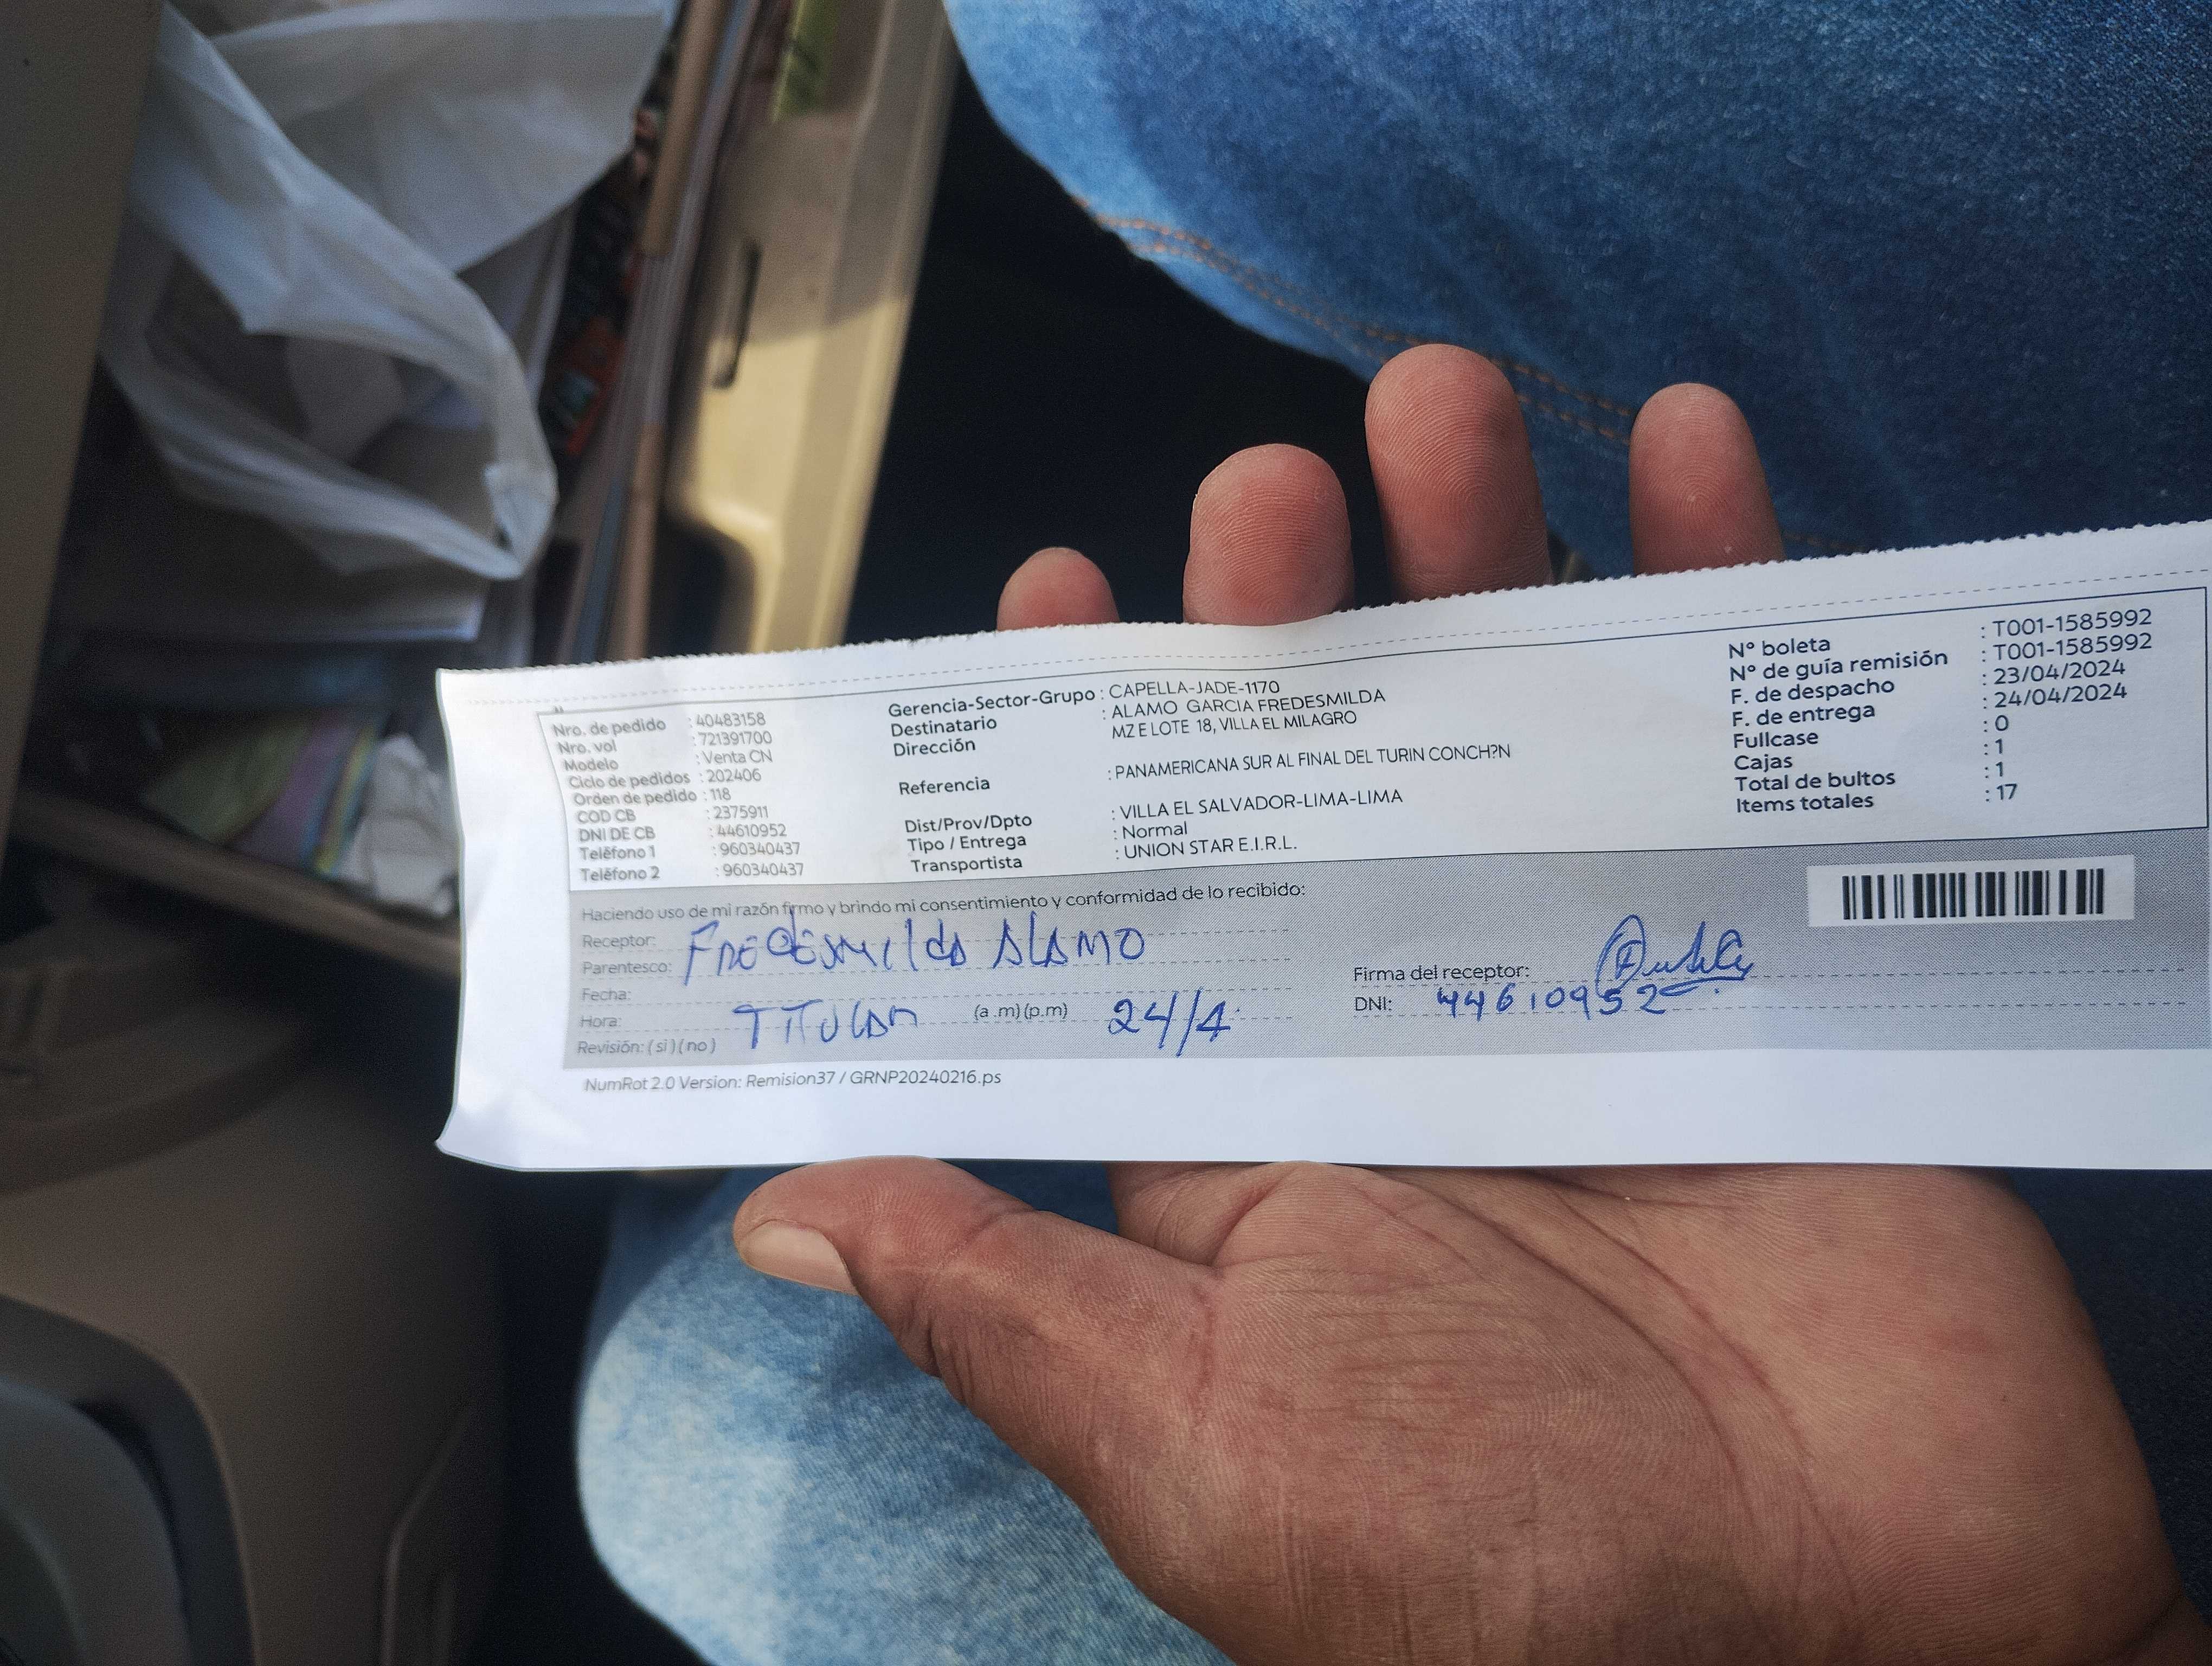 Nro. de pedido : 40483158
Nro. vol : 721391700
Modelo : Venta CN
Ciclo de pedidos : 202406
Orden de pedido : 118
COD CB : 2375911
DNI DE CB : 44610952
Teléfono 1 : 960340437
Teléfono 2 : 960340437
Gerencia-Sector-Grupo : CAPELLA-JADE-1170
Destinatario : ALAMO GARCIA FREDESMILDA
Dirección MZ E LOTE 18, VILLA EL MILAGRO
Referencia : PANAMERICANA SUR AL FINAL DEL TURIN CONCH?N
Dist/Prov/Dpto : VILLA EL SALVADOR-LIMA-LIMA
Tipo / Entrega : Normal
Transportista : UNION STAR E.I.R.L.
N° boleta : T001-1585992
N° de guía remisión : T001-1585992
F. de despacho : 23/04/2024
F. de entrega : 24/04/2024
Fullcase : 0
Cajas : 1
Total de bultos : 1
Items totales : 17
Haciendo uso de mi razón firmo y brindo mi consentimiento y conformidad de lo recibido:
Receptor: FREDESMILDA ALAMO
Parentesco:
Fecha:
Hora: TITULAR (a .m) (p.m) 24/4
Revisión: ( si ) ( no )
Firma del receptor:
DNI: 44610952
NumRot 2.0 Version: Remision37 / GRNP20240216.ps